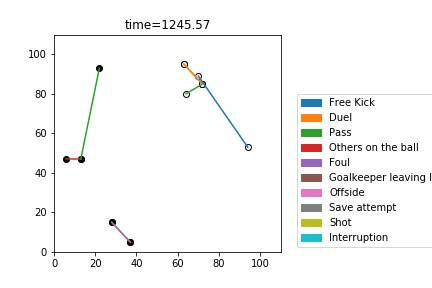 time=1245.57
100
80
60
40
20
0
0 20 40 60 80 100
Free Kick
Duel
Pass
Others on the ball
Foul
Goalkeeper leaving l
Offside
Save attempt
Shot
Interruption